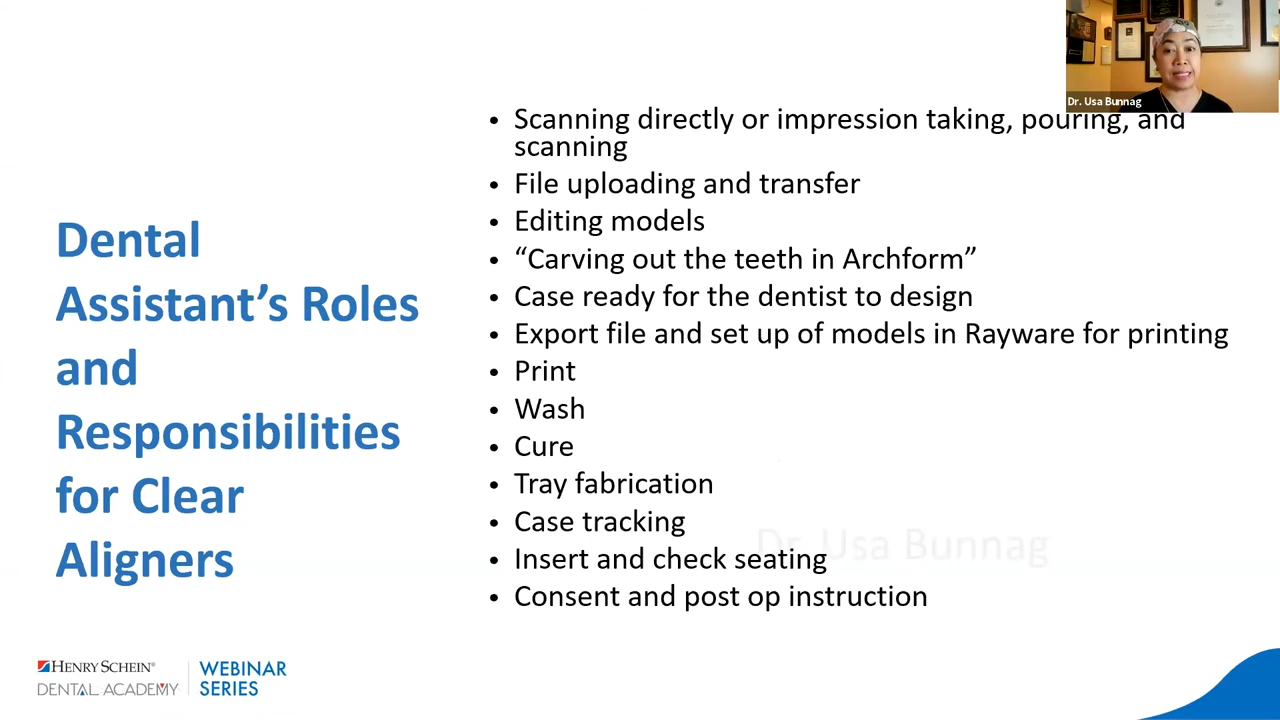 Dr. Usa Bunnag
• Scanning directly or impression taking, pouring, and
scanning
• File uploading and transfer
• Editing models
• “Carving out the teeth in Archform”
• Case ready for the dentist to design
• Export file and set up of models in Rayware for printing
• Print
• Wash
• Cure
• Tray fabrication
• Case tracking
• Insert and check seating
• Consent and post op instruction
Dental
Assistant’s Roles
and
Responsibilities
for Clear
Aligners
Dr. Usa Bunnag
HENRY SCHEIN®
DENTAL ACADEMY
WEBINAR
SERIES